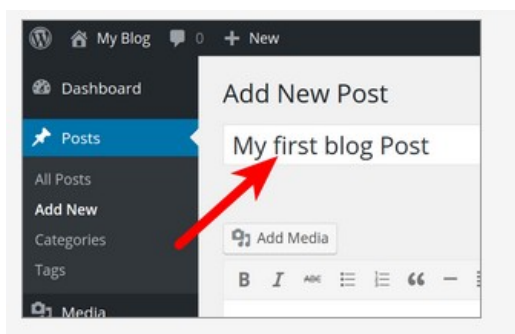 My Blog 0 + New
Dashboard
Add New Post
Posts
My first blog Post
All Posts
Add New
Categories
Add Media
Tags
B I ABC “ —
Media